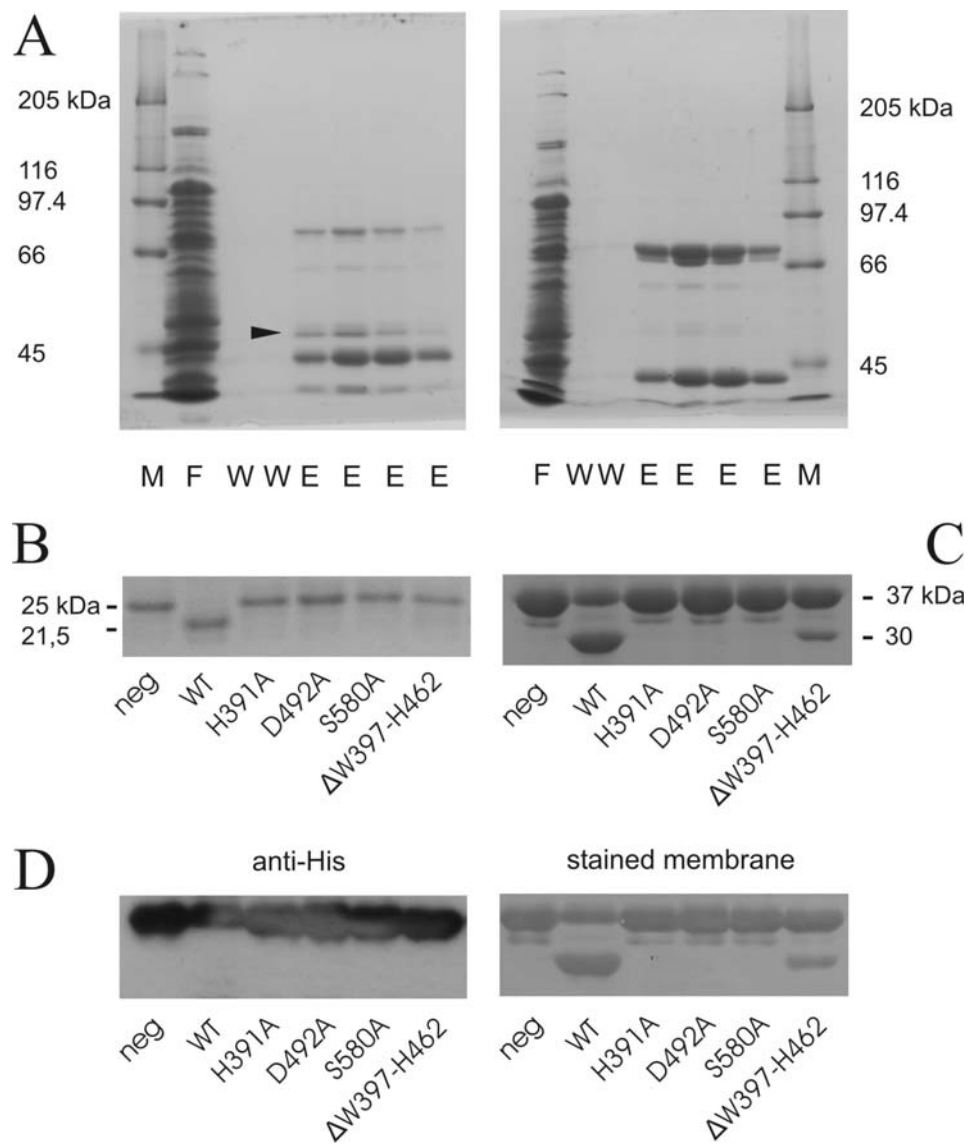 A
205 kDa
116
97.4
66
45
205 kDa
116
97.4
66
45
M F W W E E E E
F W W E E E E M
B
25 kDa
21,5
neg WT H391A D492A S580A ΔW397-H462
C
37 kDa
30
neg WT H391A D492A S580A ΔW397-H462
D
anti-His
stained membrane
neg WT H391A D492A S580A ΔW397-H462
neg WT H391A D492A S580A ΔW397-H462